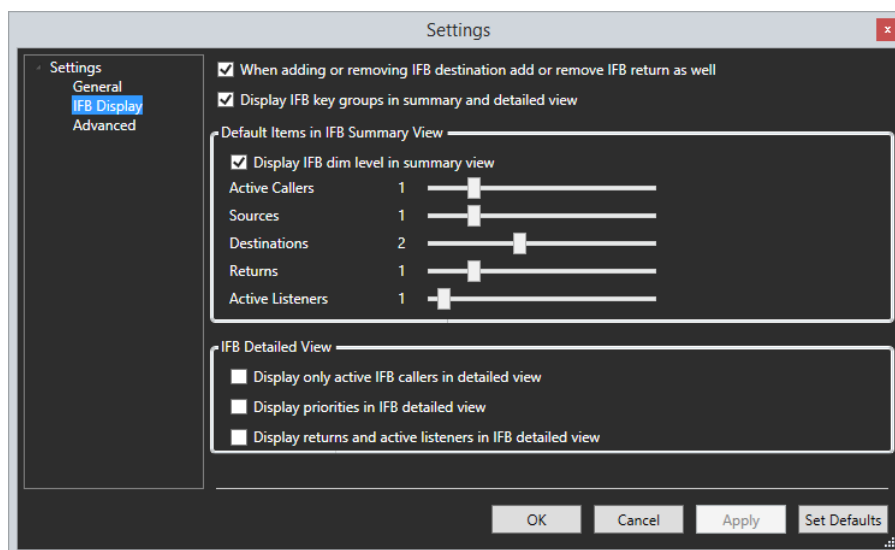 Settings
x
Settings
General
IFB Display
Advanced
When adding or removing IFB destination add or remove IFB return as well
Display IFB key groups in summary and detailed view
Default Items in IFB Summary View
Display IFB dim level in summary view
Active Callers 1
Sources 1
Destinations 2
Returns 1
Active Listeners 1
IFB Detailed View
Display only active IFB callers in detailed view
Display priorities in IFB detailed view
Display returns and active listeners in IFB detailed view
OK Cancel Apply Set Defaults